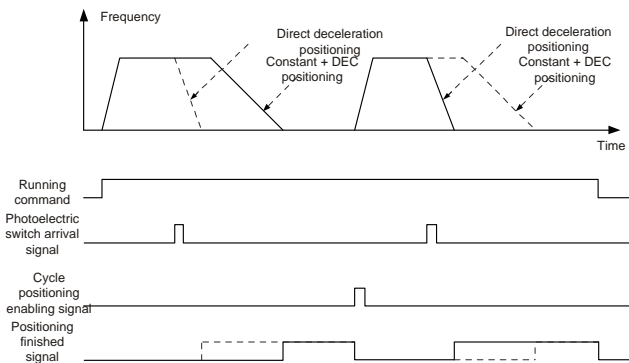 Frequency
Direct deceleration
positioning
Constant + DEC
positioning
Direct deceleration
positioning
Constant + DEC
positioning
Time
Running
command
Photoelectric
switch arrival
signal
Cycle
positioning
enabling signal
Positioning
finished
signal